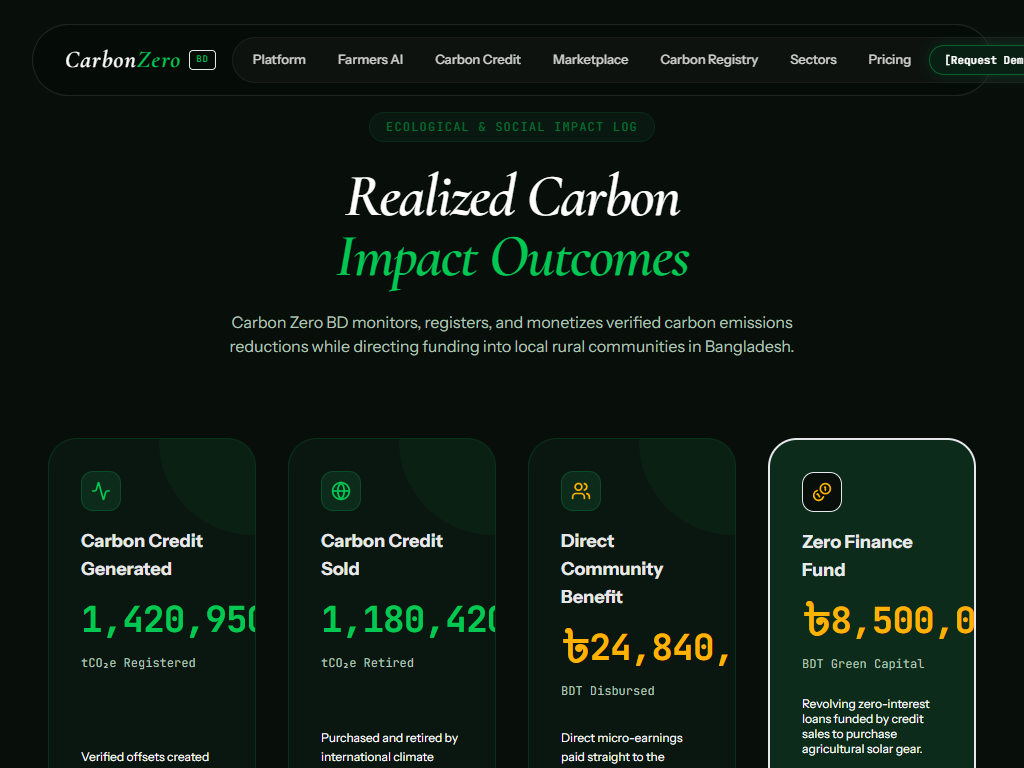 CarbonZero BD Platform Farmers AI Carbon Credit Marketplace Carbon Registry Sectors Pricing [Request Dem
ECOLOGICAL & SOCIAL IMPACT LOG
Realized Carbon
Impact Outcomes
Carbon Zero BD monitors, registers, and monetizes verified carbon emissions
reductions while directing funding into local rural communities in Bangladesh.
Carbon Credit
Generated
1,420,950
tCO₂e Registered
Verified offsets created
Carbon Credit
Sold
1,180,420
tCO₂e Retired
Purchased and retired by
international climate
Direct
Community
Benefit
৳24,840,
BDT Disbursed
Direct micro-earnings
paid straight to the
Zero Finance
Fund
৳8,500,0
BDT Green Capital
Revolving zero-interest
loans funded by credit
sales to purchase
agricultural solar gear.